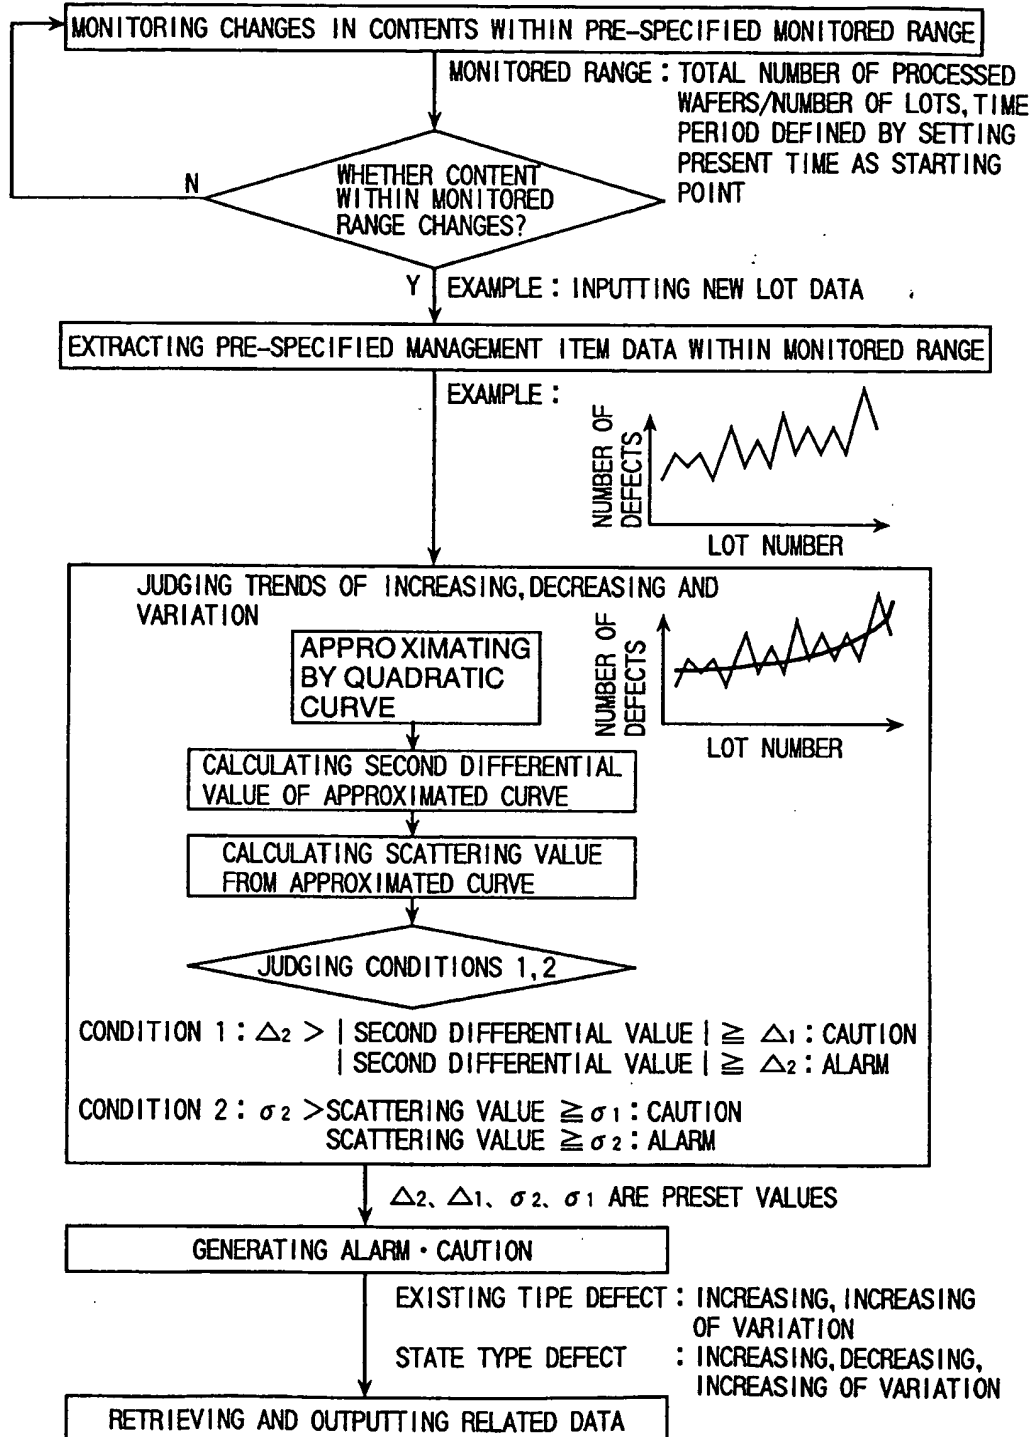 MONITORING CHANGES IN CONTENTS WITHIN PRE-SPECIFIED MONITORED RANGE
MONITORED RANGE : TOTAL NUMBER OF PROCESSED
WAFERS/NUMBER OF LOTS, TIME
PERIOD DEFINED BY SETTING
PRESENT TIME AS STARTING
POINT
N
WHETHER CONTENT
WITHIN MONITORED
RANGE CHANGES?
Y
EXAMPLE : INPUTTING NEW LOT DATA
EXTRACTING PRE-SPECIFIED MANAGEMENT ITEM DATA WITHIN MONITORED RANGE
EXAMPLE :
NUMBER OF
DEFECTS
LOT NUMBER
JUDGING TRENDS OF INCREASING, DECREASING AND
VARIATION
APPROXIMATING
BY QUADRATIC
CURVE
NUMBER OF
DEFECTS
LOT NUMBER
CALCULATING SECOND DIFFERENTIAL
VALUE OF APPROXIMATED CURVE
CALCULATING SCATTERING VALUE
FROM APPROXIMATED CURVE
JUDGING CONDITIONS 1, 2
CONDITION 1 : △2 > | SECOND DIFFERENTIAL VALUE | ≧ △1 : CAUTION
| SECOND DIFFERENTIAL VALUE | ≧ △2 : ALARM
CONDITION 2 : σ2 > SCATTERING VALUE ≧ σ1 : CAUTION
SCATTERING VALUE ≧ σ2 : ALARM
△2、△1、σ2、σ1 ARE PRESET VALUES
GENERATING ALARM・CAUTION
EXISTING TIPE DEFECT : INCREASING, INCREASING
OF VARIATION
STATE TYPE DEFECT : INCREASING, DECREASING,
INCREASING OF VARIATION
RETRIEVING AND OUTPUTTING RELATED DATA